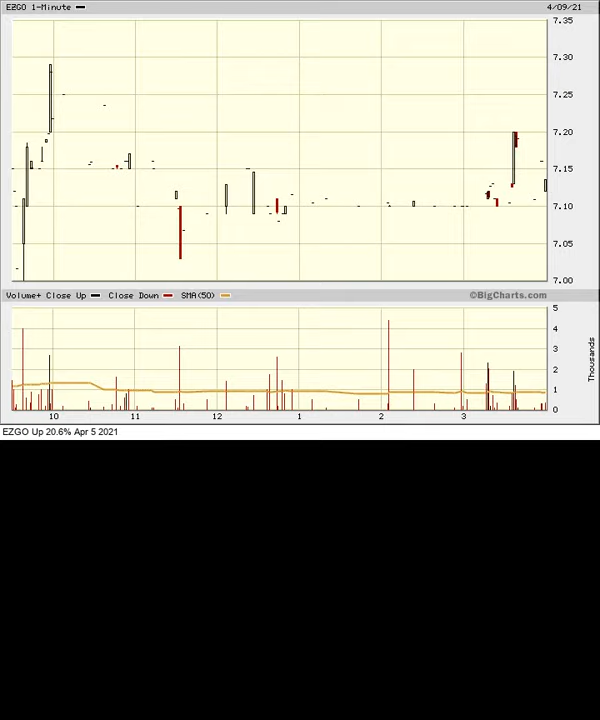 EZGO 1-Minute 4/09/21
7.35
7.30
7.25
7.20
7.15
7.10
7.05
7.00
Volume+ Close Up Close Down SMA(50) ©BigCharts.com
5
4
3
2
1
0
Thousands
10 11 12 1 2 3
EZGO Up 20.6% Apr 5 2021